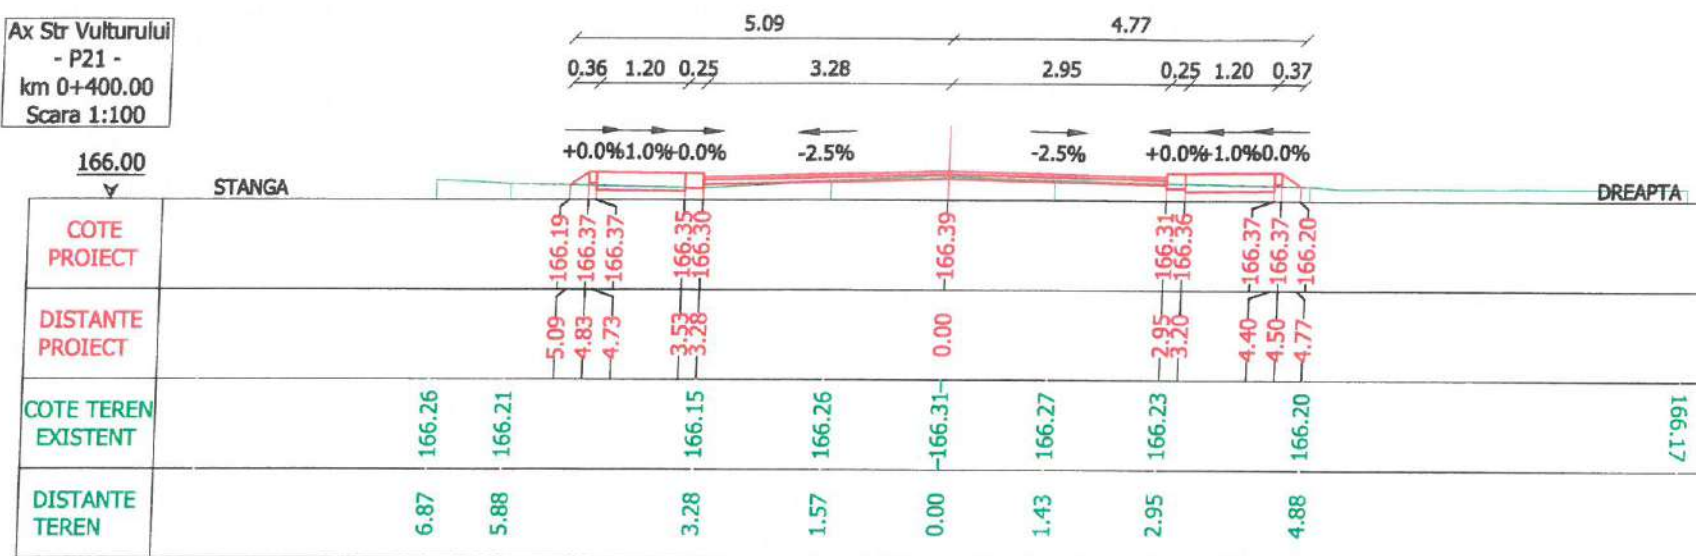 Ax Str Vulturului
- P21 -
km 0+400.00
Scara 1:100
5.09 4.77
0.36 1.20 0.25 3.28 2.95 0.25 1.20 0.37
+0.0% 1.0% +0.0% -2.5% -2.5% +0.0% +1.0% 0.0%
166.00
STANGA DREAPTA
COTE
PROIECT
166.19 166.37 166.37 166.35 166.30 166.39 166.31 166.36 166.37 166.37 166.20
DISTANTE
PROIECT
5.09 4.83 4.73 3.53 3.28 0.00 2.95 3.20 4.40 4.50 4.77
COTE TEREN
EXISTENT
166.26 166.21 166.15 166.26 166.31 166.27 166.23 166.20 166.17
DISTANTE
TEREN
6.87 5.88 3.28 1.57 0.00 1.43 2.95 4.88